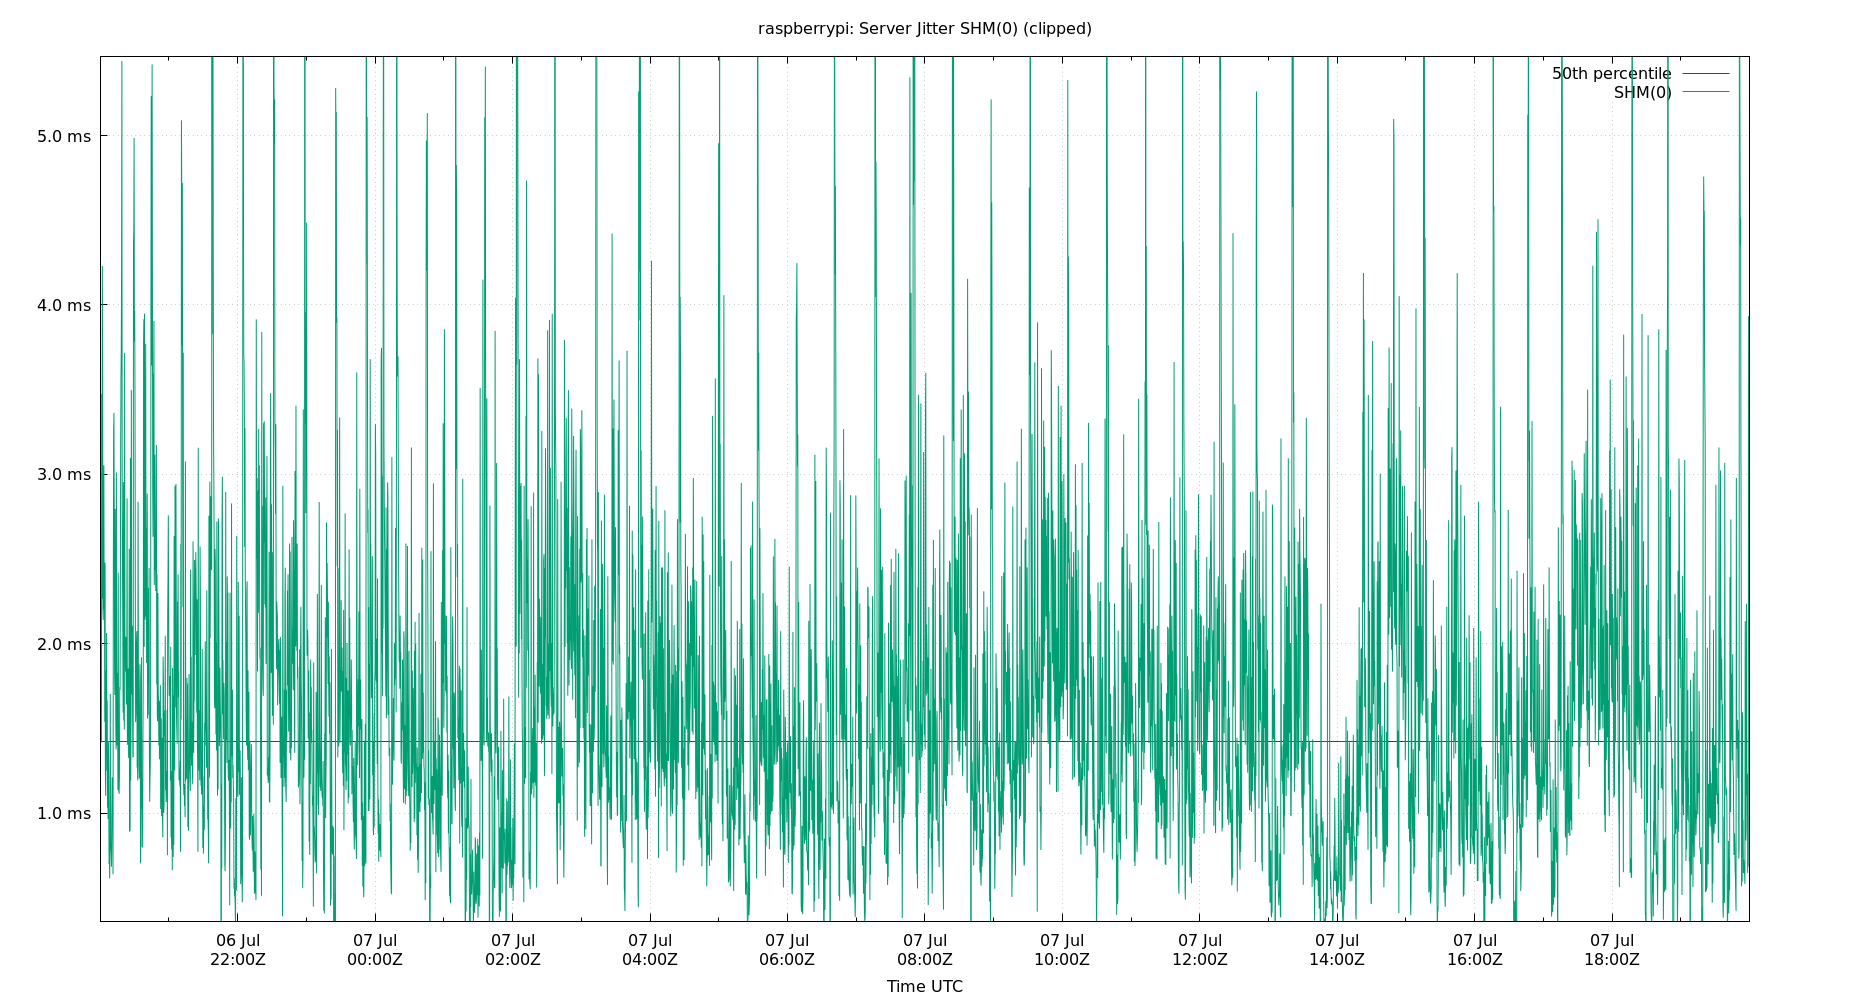 raspberrypi: Server Jitter SHM(0) (clipped)
50th percentile
SHM(0)
5.0 ms
4.0 ms
3.0 ms
2.0 ms
1.0 ms
06 Jul 07 Jul 07 Jul 07 Jul 07 Jul 07 Jul 07 Jul 07 Jul 07 Jul 07 Jul 07 Jul
22:00Z 00:00Z 02:00Z 04:00Z 06:00Z 08:00Z 10:00Z 12:00Z 14:00Z 16:00Z 18:00Z
Time UTC